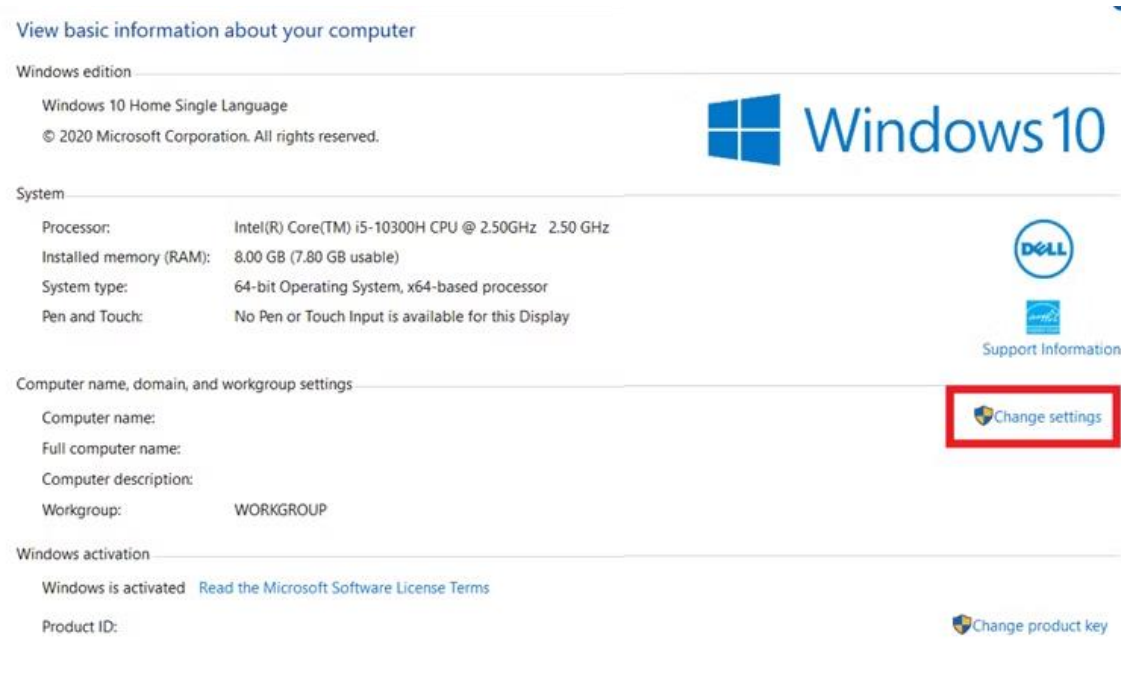 View basic information about your computer
Windows edition
Windows 10 Home Single Language
© 2020 Microsoft Corporation. All rights reserved.
Windows 10
System
Processor: Intel(R) Core(TM) i5-10300H CPU @ 2.50GHz 2.50 GHz
Installed memory (RAM): 8.00 GB (7.80 GB usable)
System type: 64-bit Operating System, x64-based processor
Pen and Touch: No Pen or Touch Input is available for this Display
DELL
Support Information
Computer name, domain, and workgroup settings
Computer name: Change settings
Full computer name:
Computer description:
Workgroup: WORKGROUP
Windows activation
Windows is activated Read the Microsoft Software License Terms
Product ID: Change product key